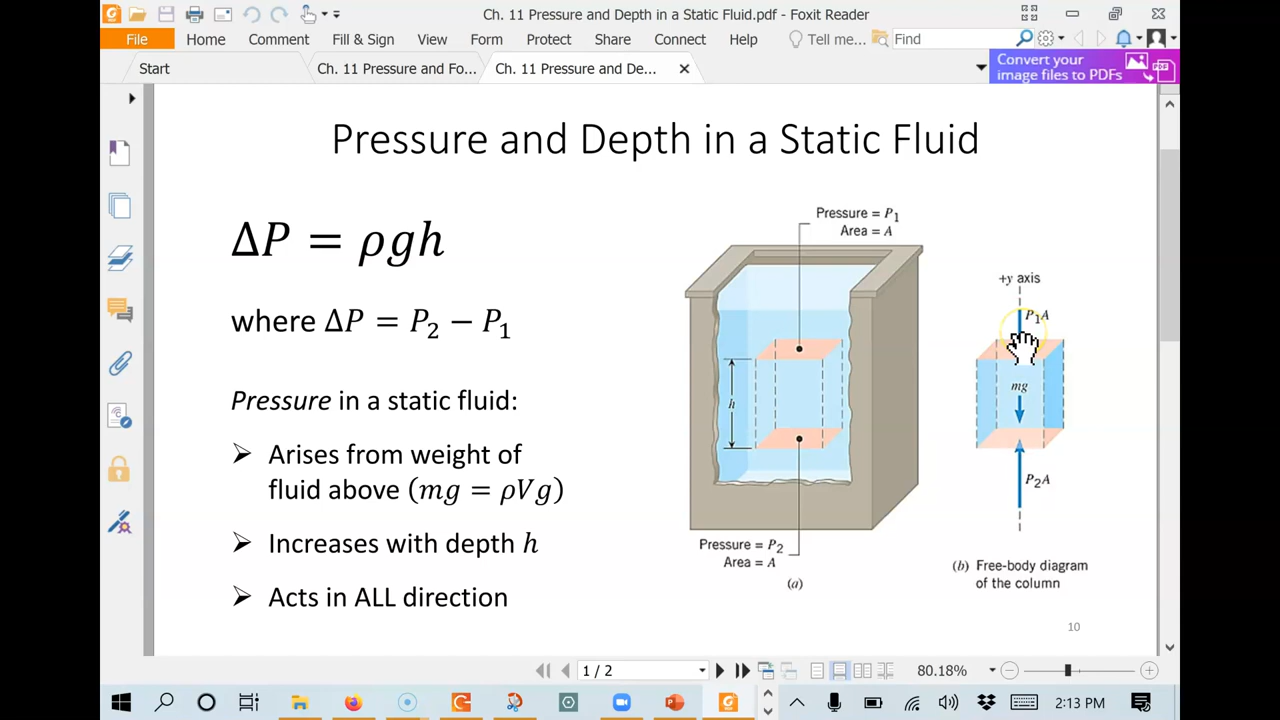 Ch. 11 Pressure and Depth in a Static Fluid.pdf - Foxit Reader
File Home Comment Fill & Sign View Form Protect Share Connect Help Tell me... Find
Start Ch. 11 Pressure and Fo... Ch. 11 Pressure and De...
Convert your
image files to PDFs
PDF
Pressure and Depth in a Static Fluid
ΔP = ρgh
where ΔP = P₂ − P₁
Pressure in a static fluid:
➢ Arises from weight of
fluid above (mg = ρVg)
➢ Increases with depth h
➢ Acts in ALL direction
Pressure = P₁
Area = A
h
Pressure = P₂
Area = A
(a)
+y axis
P₁A
mg
P₂A
(b) Free-body diagram
of the column
10
1 / 2
80.18%
2:13 PM